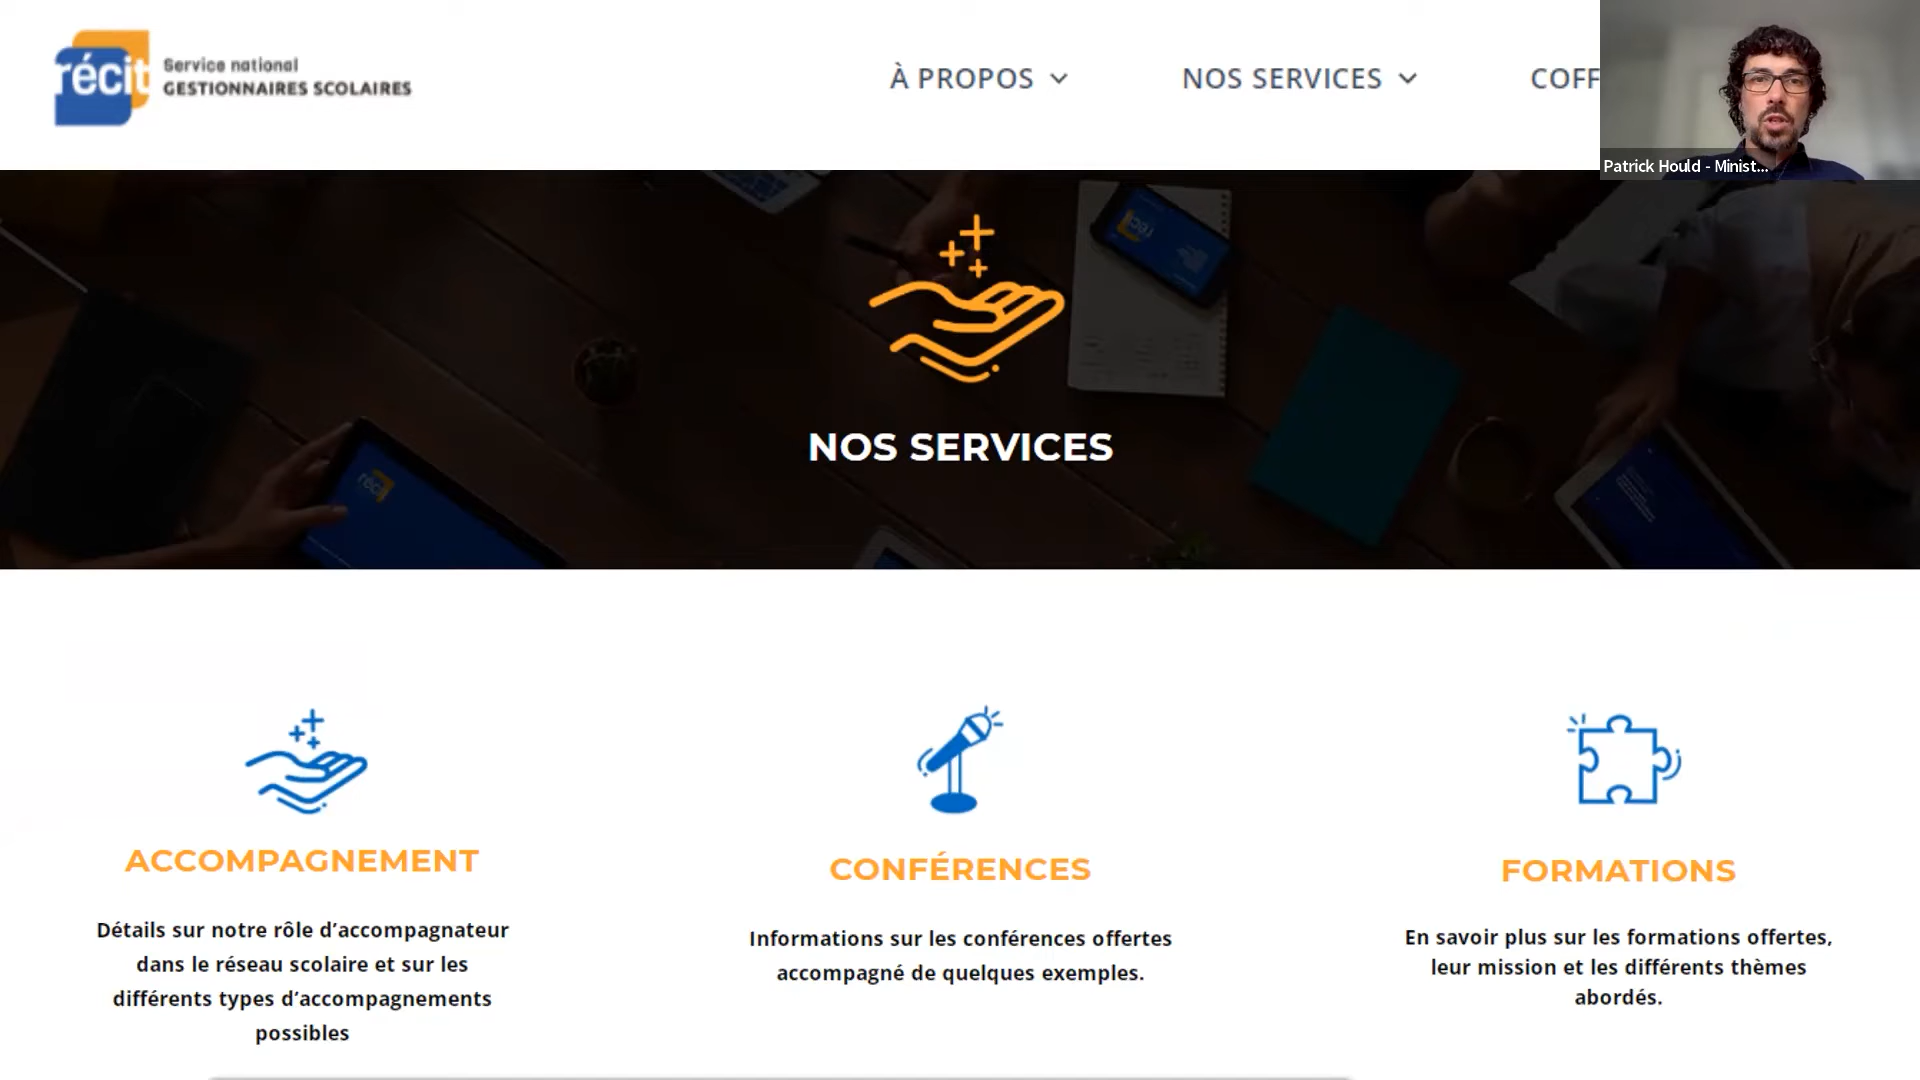 récit
Service national
GESTIONNAIRES SCOLAIRES
À PROPOS
NOS SERVICES
COFF
Patrick Hould - Minist...
récit
récit
NOS SERVICES
ACCOMPAGNEMENT
Détails sur notre rôle d’accompagnateur
dans le réseau scolaire et sur les
différents types d’accompagnements
possibles
CONFÉRENCES
Informations sur les conférences offertes
accompagné de quelques exemples.
FORMATIONS
En savoir plus sur les formations offertes,
leur mission et les différents thèmes
abordés.